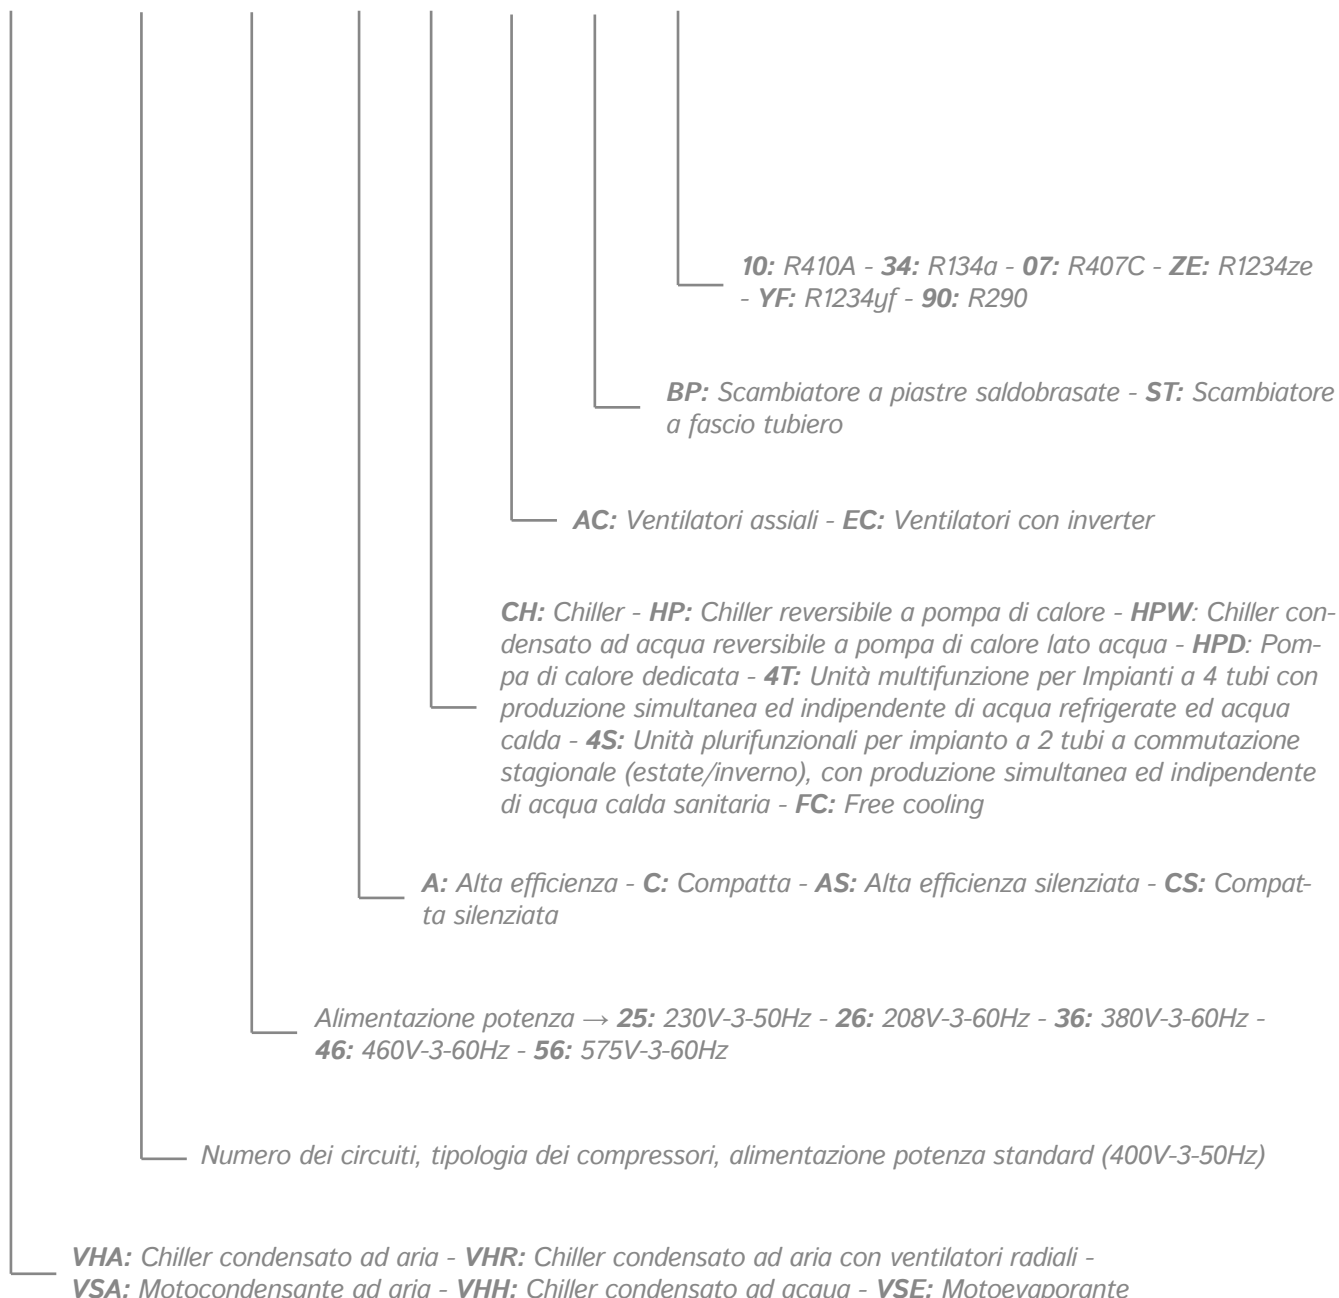 10: R410A - 34: R134a - 07: R407C - ZE: R1234ze
- YF: R1234yf - 90: R290
BP: Scambiatore a piastre saldobrasate - ST: Scambiatore
a fascio tubiero
AC: Ventilatori assiali - EC: Ventilatori con inverter
CH: Chiller - HP: Chiller reversibile a pompa di calore - HPW: Chiller con-
densato ad acqua reversibile a pompa di calore lato acqua - HPD: Pom-
pa di calore dedicata - 4T: Unità multifunzione per Impianti a 4 tubi con
produzione simultanea ed indipendente di acqua refrigerate ed acqua
calda - 4S: Unità plurifunzionali per impianto a 2 tubi a commutazione
stagionale (estate/inverno), con produzione simultanea ed indipendente
di acqua calda sanitaria - FC: Free cooling
A: Alta efficienza - C: Compatta - AS: Alta efficienza silenziata - CS: Compat-
ta silenziata
Alimentazione potenza → 25: 230V-3-50Hz - 26: 208V-3-60Hz - 36: 380V-3-60Hz -
46: 460V-3-60Hz - 56: 575V-3-60Hz
Numero dei circuiti, tipologia dei compressori, alimentazione potenza standard (400V-3-50Hz)
VHA: Chiller condensato ad aria - VHR: Chiller condensato ad aria con ventilatori radiali -
VSA: Motocondensante ad aria - VHH: Chiller condensato ad acqua - VSE: Motoevaporante